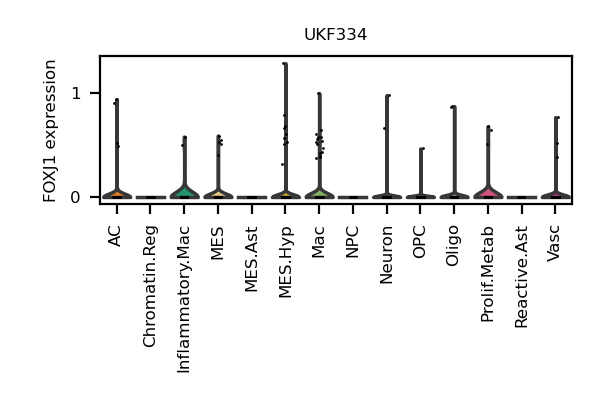 UKF334
FOXJ1 expression
1
0
AC
Chromatin.Reg
Inflammatory.Mac
MES
MES.Ast
MES.Hyp
Mac
NPC
Neuron
OPC
Oligo
Prolif.Metab
Reactive.Ast
Vasc